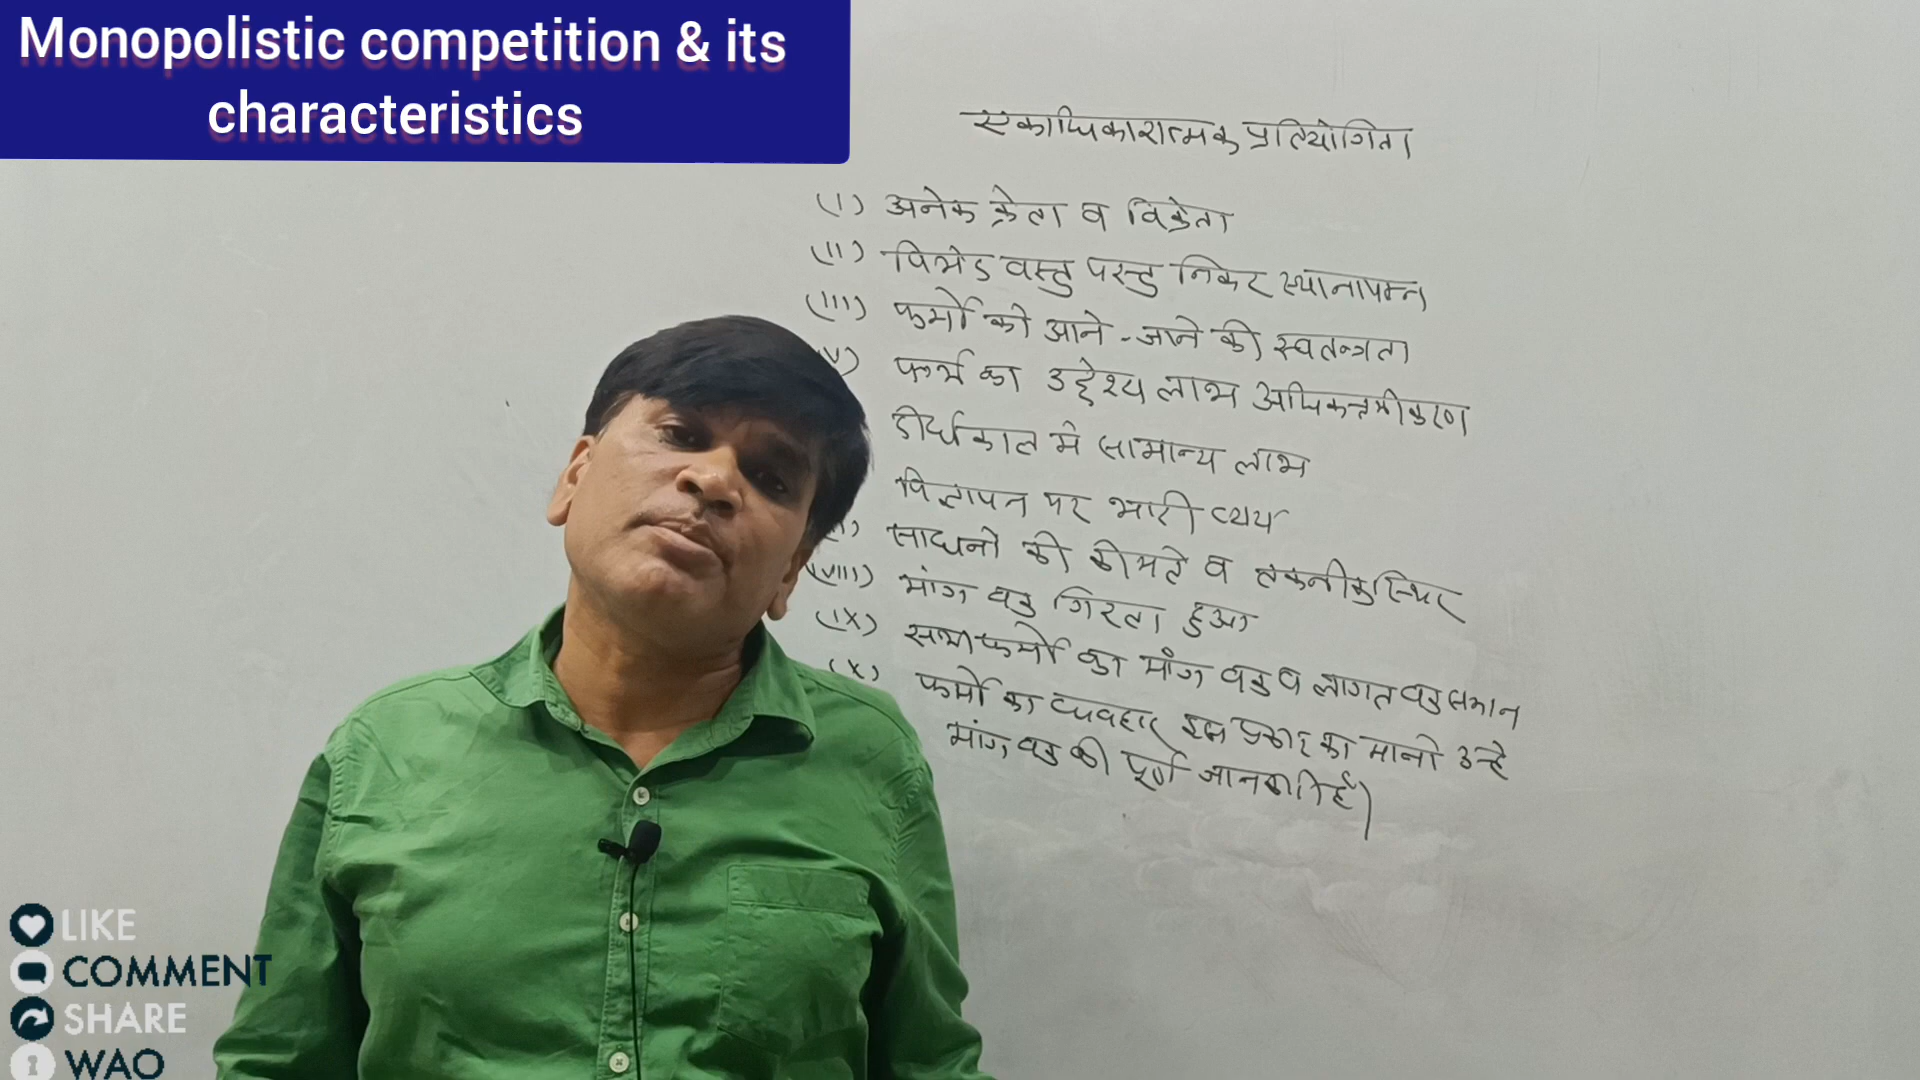 Monopolistic competition & its
characteristics
एकाधिकारात्मक प्रतियोगिता
(I) अनेक क्रेता व विक्रेता
(II) विभेड वस्तु परन्तु निकट स्थानापन्न
(III) फर्मो को आने - जाने की स्वतन्त्रता
V) फर्म का उद्देश्य लाभ अधिकतमीकरण
दीर्घकाल मे सामान्य लाभ
विज्ञापन पर भारी व्यय
साधनो की कीमते व तकनीक स्थिर
(VIII) मांग वक्र गिरता हुआ
(IX) सभी फर्मो का मांग वक्र व लागत वक्र समान
(X) फर्मो का व्यवहार इस प्रकार का मानो उन्हे
मांग वक्र की पूर्ण जानकारी है।
LIKE
COMMENT
SHARE
WAO